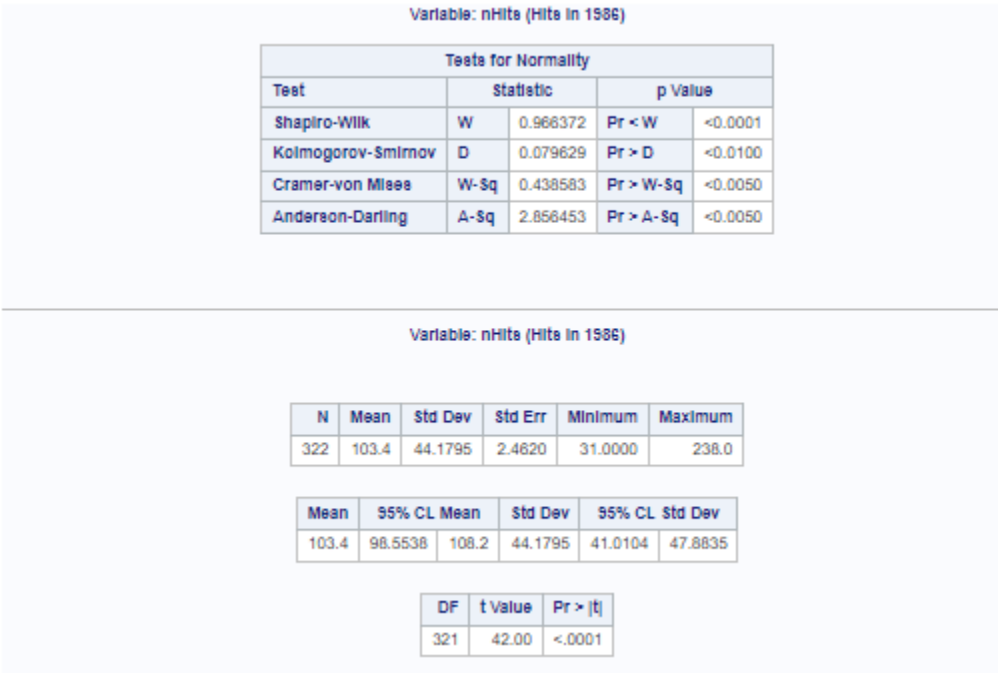 Variable: nHits (Hits in 1986)
Tests for Normality
Test Statistic p Value
Shapiro-Wilk W 0.966372 Pr < W <0.0001
Kolmogorov-Smirnov D 0.079629 Pr > D <0.0100
Cramer-von Mises W-Sq 0.438583 Pr > W-Sq <0.0050
Anderson-Darling A-Sq 2.856453 Pr > A-Sq <0.0050
Variable: nHits (Hits in 1986)
N Mean Std Dev Std Err Minimum Maximum
322 103.4 44.1795 2.4620 31.0000 238.0
Mean 95% CL Mean Std Dev 95% CL Std Dev
103.4 98.5538 108.2 44.1795 41.0104 47.8835
DF t Value Pr > |t|
321 42.00 <.0001